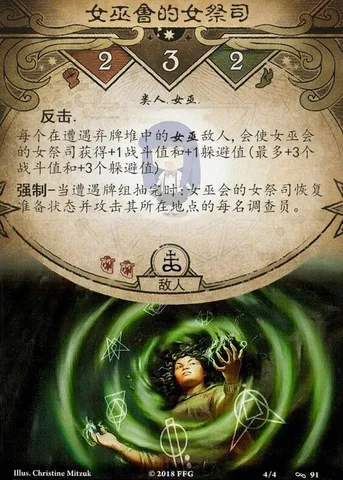 女巫會的女祭司
2 3 2
类人.女巫.
反击.
每个在遭遇弃牌堆中的女巫敌人,会使女巫会
的女祭司获得+1战斗值和+1躲避值(最多+3个
战斗值和+3个躲避值)
强制-当遭遇牌组抽完时:女巫会的女祭司恢复
准备状态并攻击其所在地点的每名调查员。
敌人
Illus. Christine Mitzuk
© 2018 FFG
4/4
91